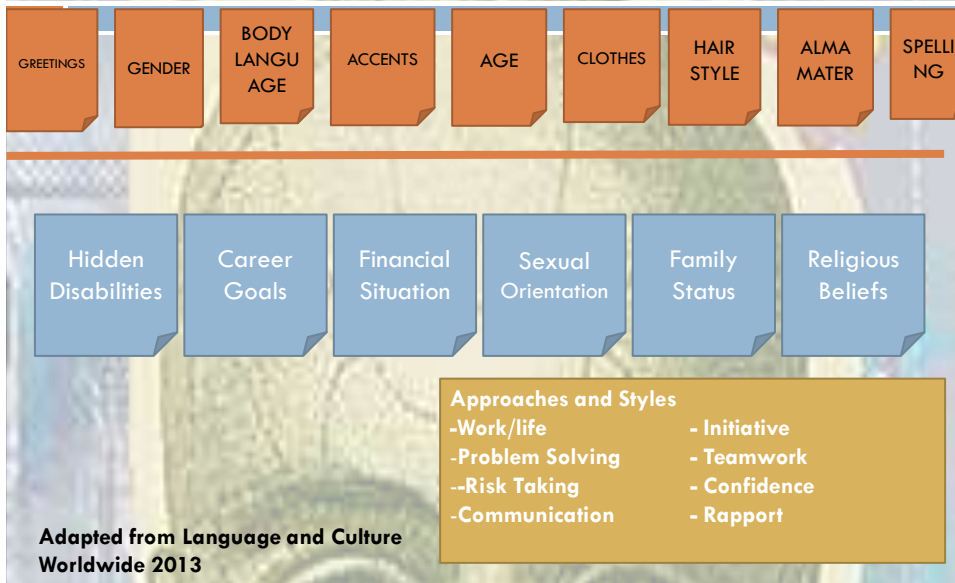 GREETINGS
GENDER
BODY
LANGU
AGE
ACCENTS
AGE
CLOTHES
HAIR
STYLE
ALMA
MATER
SPELLI
NG
Hidden
Disabilities
Career
Goals
Financial
Situation
Sexual
Orientation
Family
Status
Religious
Beliefs
Approaches and Styles
-Work/life - Initiative
-Problem Solving - Teamwork
--Risk Taking - Confidence
-Communication - Rapport
Adapted from Language and Culture
Worldwide 2013